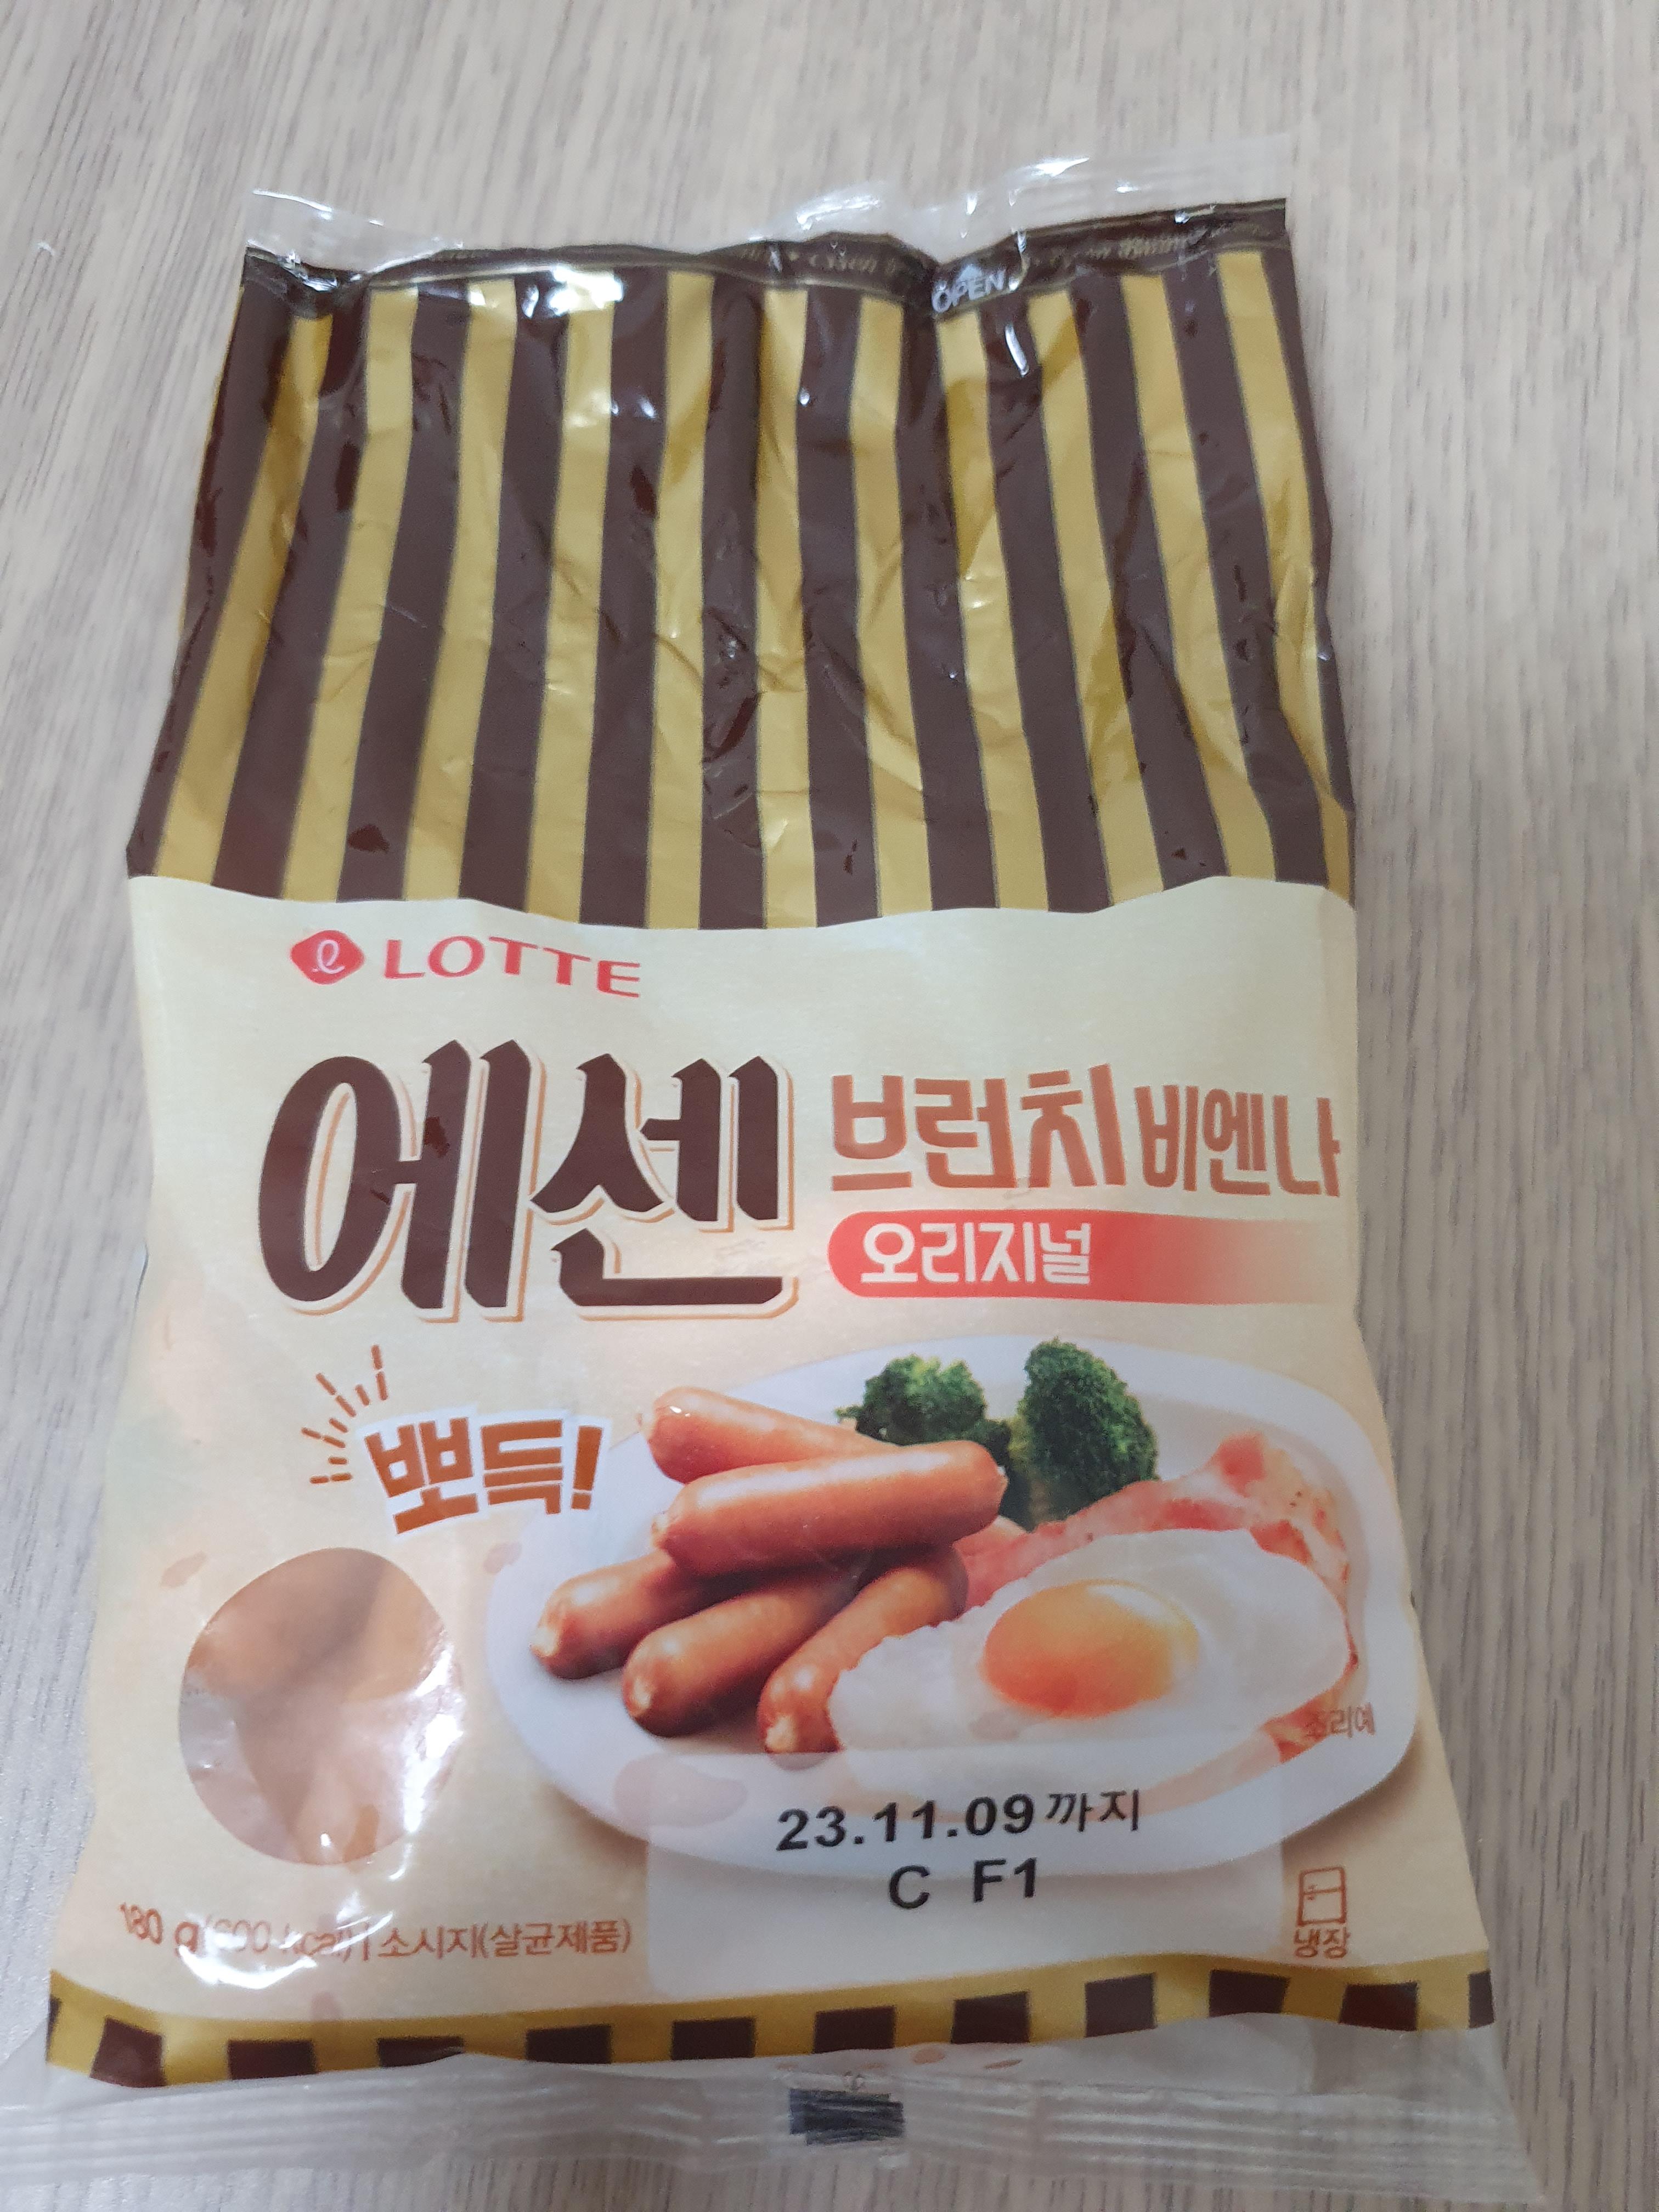 OPEN
LOTTE
에센 브런치 비엔나
오리지널
뽀득!
조리예
23.11.09 까지
C F1
180 g | 소시지(살균제품)
냉장